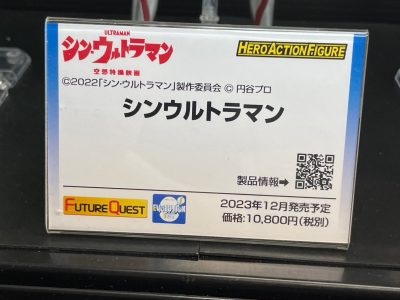 ULTRAMAN
シン・ウルトラマン
空想特撮映画
HERO ACTION FIGURE
©2022「シン・ウルトラマン」製作委員会 © 円谷プロ
シンウルトラマン
製品情報→
FUTURE QUEST
EVOLUTION
2023年12月発売予定
価格:10,800円(税別)